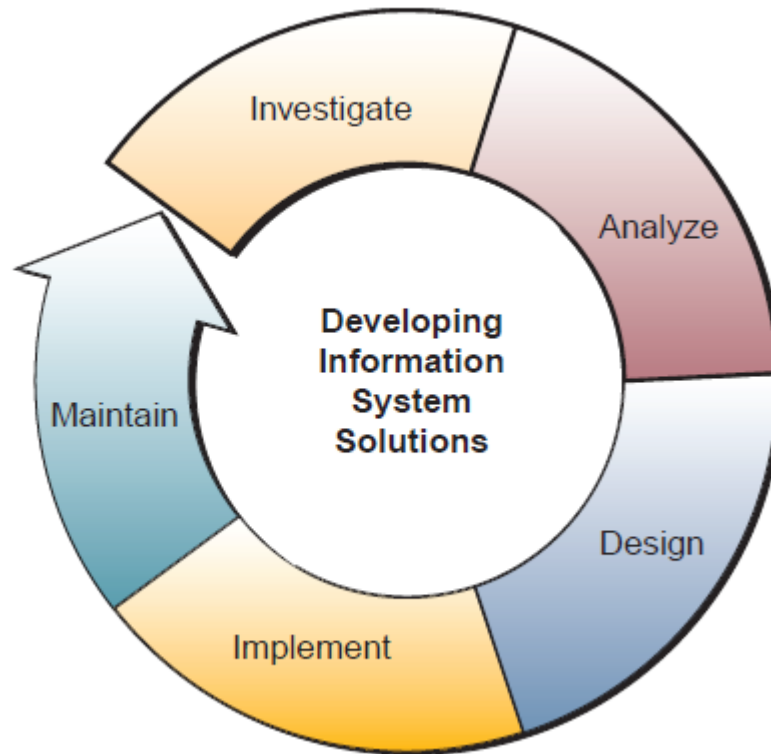 Investigate
Analyze
Developing
Information
System
Solutions
Maintain
Design
Implement